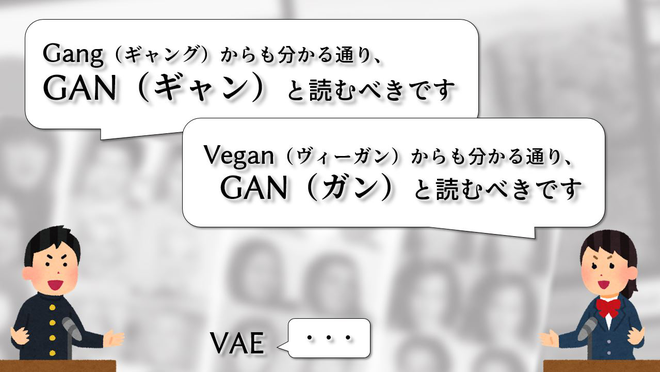 Gang（ギャング）からも分かる通り、
GAN（ギャン）と読むべきです
Vegan（ヴィーガン）からも分かる通り、
GAN（ガン）と読むべきです
VAE
・・・